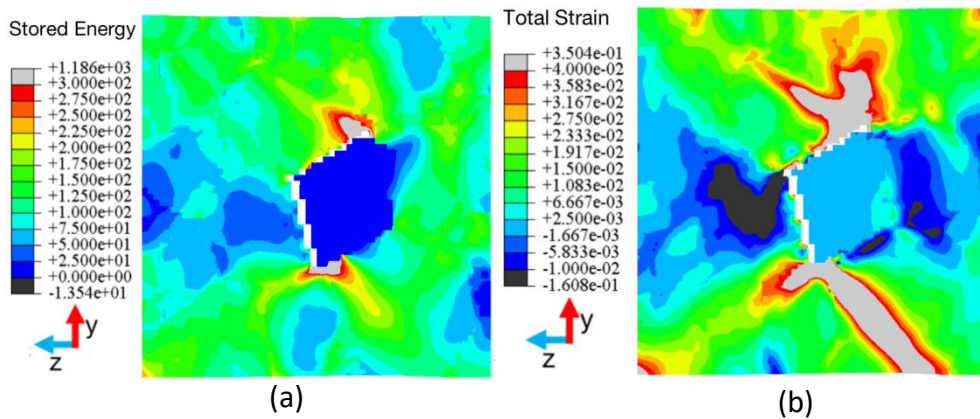 Stored Energy
+1.186e+03
+3.000e+02
+2.750e+02
+2.500e+02
+2.250e+02
+2.000e+02
+1.750e+02
+1.500e+02
+1.250e+02
+1.000e+02
+7.500e+01
+5.000e+01
+2.500e+01
+0.000e+00
-1.354e+01
y
z
(a)
Total Strain
+3.504e-01
+4.000e-02
+3.583e-02
+3.167e-02
+2.750e-02
+2.333e-02
+1.917e-02
+1.500e-02
+1.083e-02
+6.667e-03
+2.500e-03
-1.667e-03
-5.833e-03
-1.000e-02
-1.608e-01
y
z
(b)